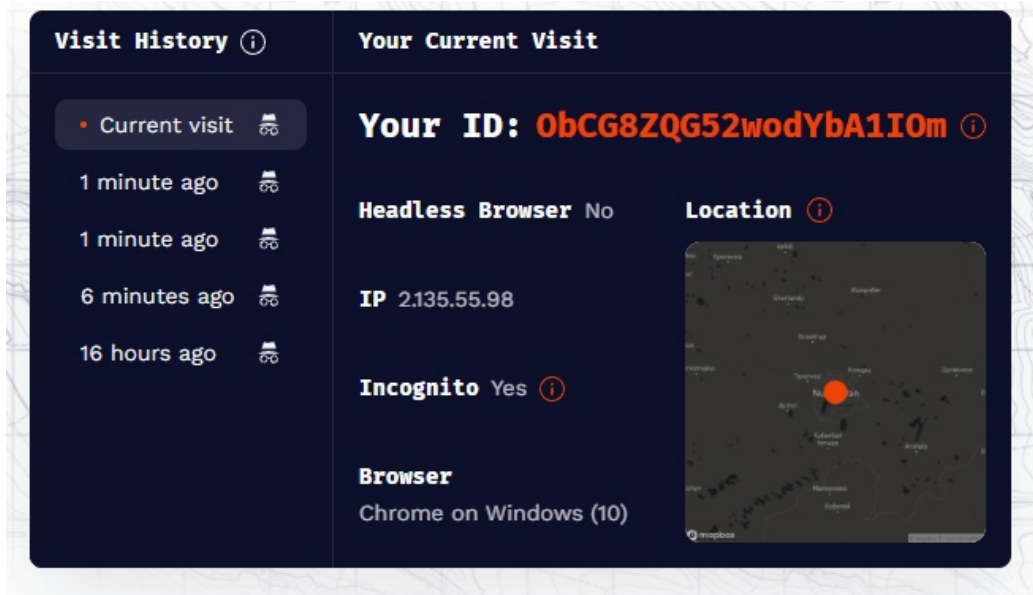 Visit History
Your Current Visit
Current visit
1 minute ago
1 minute ago
6 minutes ago
16 hours ago
Your ID: ObCG8ZQG52wodYbA1IOm
Headless Browser No
Location
IP 2.135.55.98
Incognito Yes
Browser
Chrome on Windows (10)
mapbox